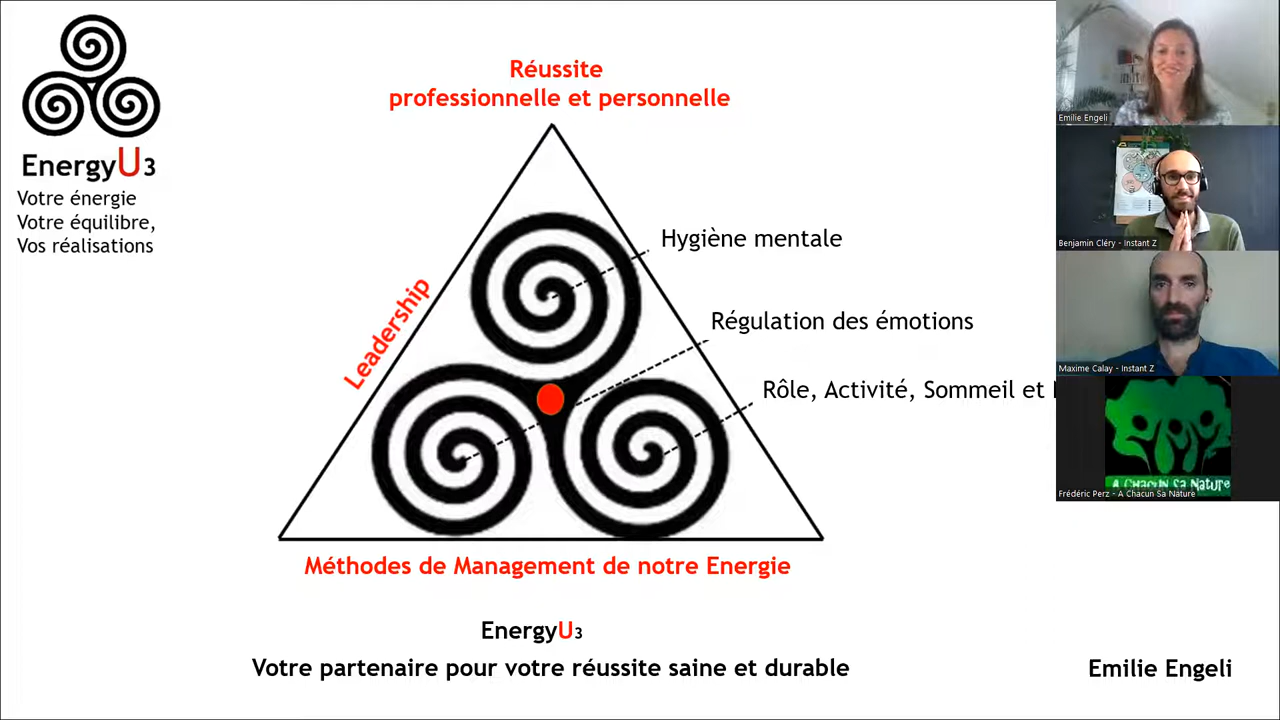 EnergyU3
Votre énergie
Votre équilibre,
Vos réalisations
Réussite
professionnelle et personnelle
Leadership
Hygiène mentale
Régulation des émotions
Rôle, Activité, Sommeil et
Méthodes de Management de notre Energie
EnergyU3
Votre partenaire pour votre réussite saine et durable
Emilie Engeli
Emilie Engeli
Benjamin Cléry - Instant Z
Maxime Calay - Instant Z
A CHACUN SA NATURE
Frédéric Perz - A Chacun Sa Nature